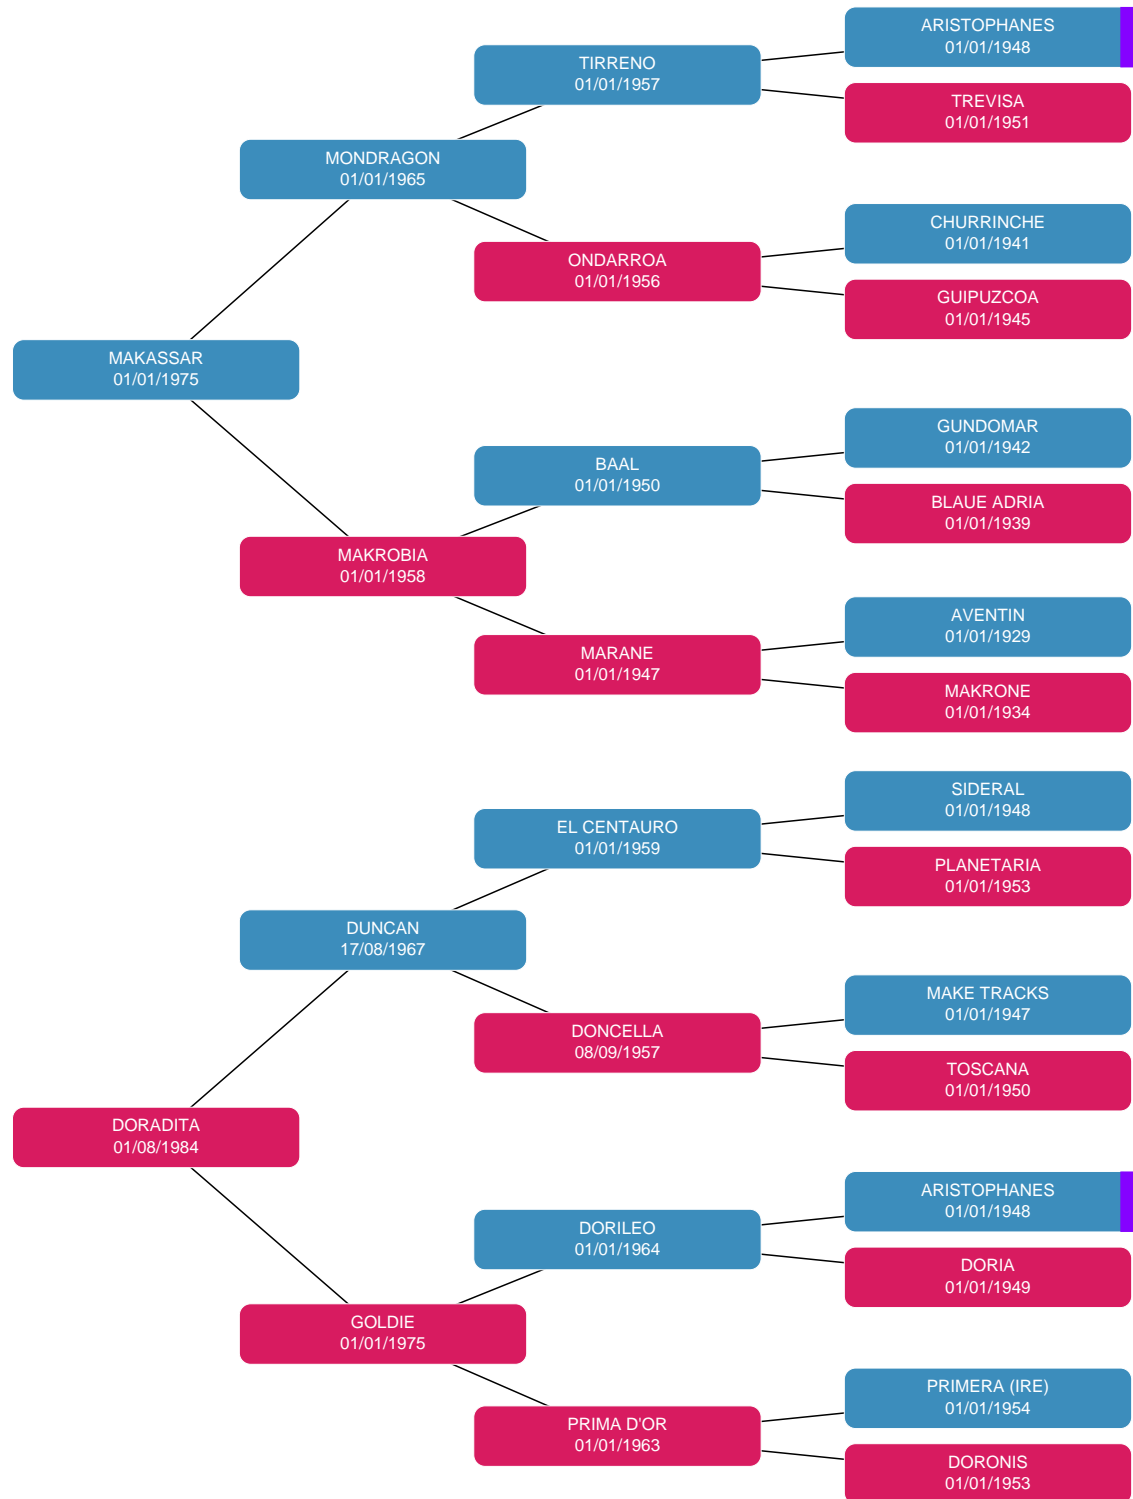 ARISTOPHANES
01/01/1948
TIRRENO
01/01/1957
TREVISA
01/01/1951
MONDRAGON
01/01/1965
CHURRINCHE
01/01/1941
ONDARROA
01/01/1956
GUIPUZCOA
01/01/1945
MAKASSAR
01/01/1975
GUNDOMAR
01/01/1942
BAAL
01/01/1950
BLAUE ADRIA
01/01/1939
MAKROBIA
01/01/1958
AVENTIN
01/01/1929
MARANE
01/01/1947
MAKRONE
01/01/1934
SIDERAL
01/01/1948
EL CENTAURO
01/01/1959
PLANETARIA
01/01/1953
DUNCAN
17/08/1967
MAKE TRACKS
01/01/1947
DONCELLA
08/09/1957
TOSCANA
01/01/1950
DORADITA
01/08/1984
ARISTOPHANES
01/01/1948
DORILEO
01/01/1964
DORIA
01/01/1949
GOLDIE
01/01/1975
PRIMERA (IRE)
01/01/1954
PRIMA D'OR
01/01/1963
DORONIS
01/01/1953